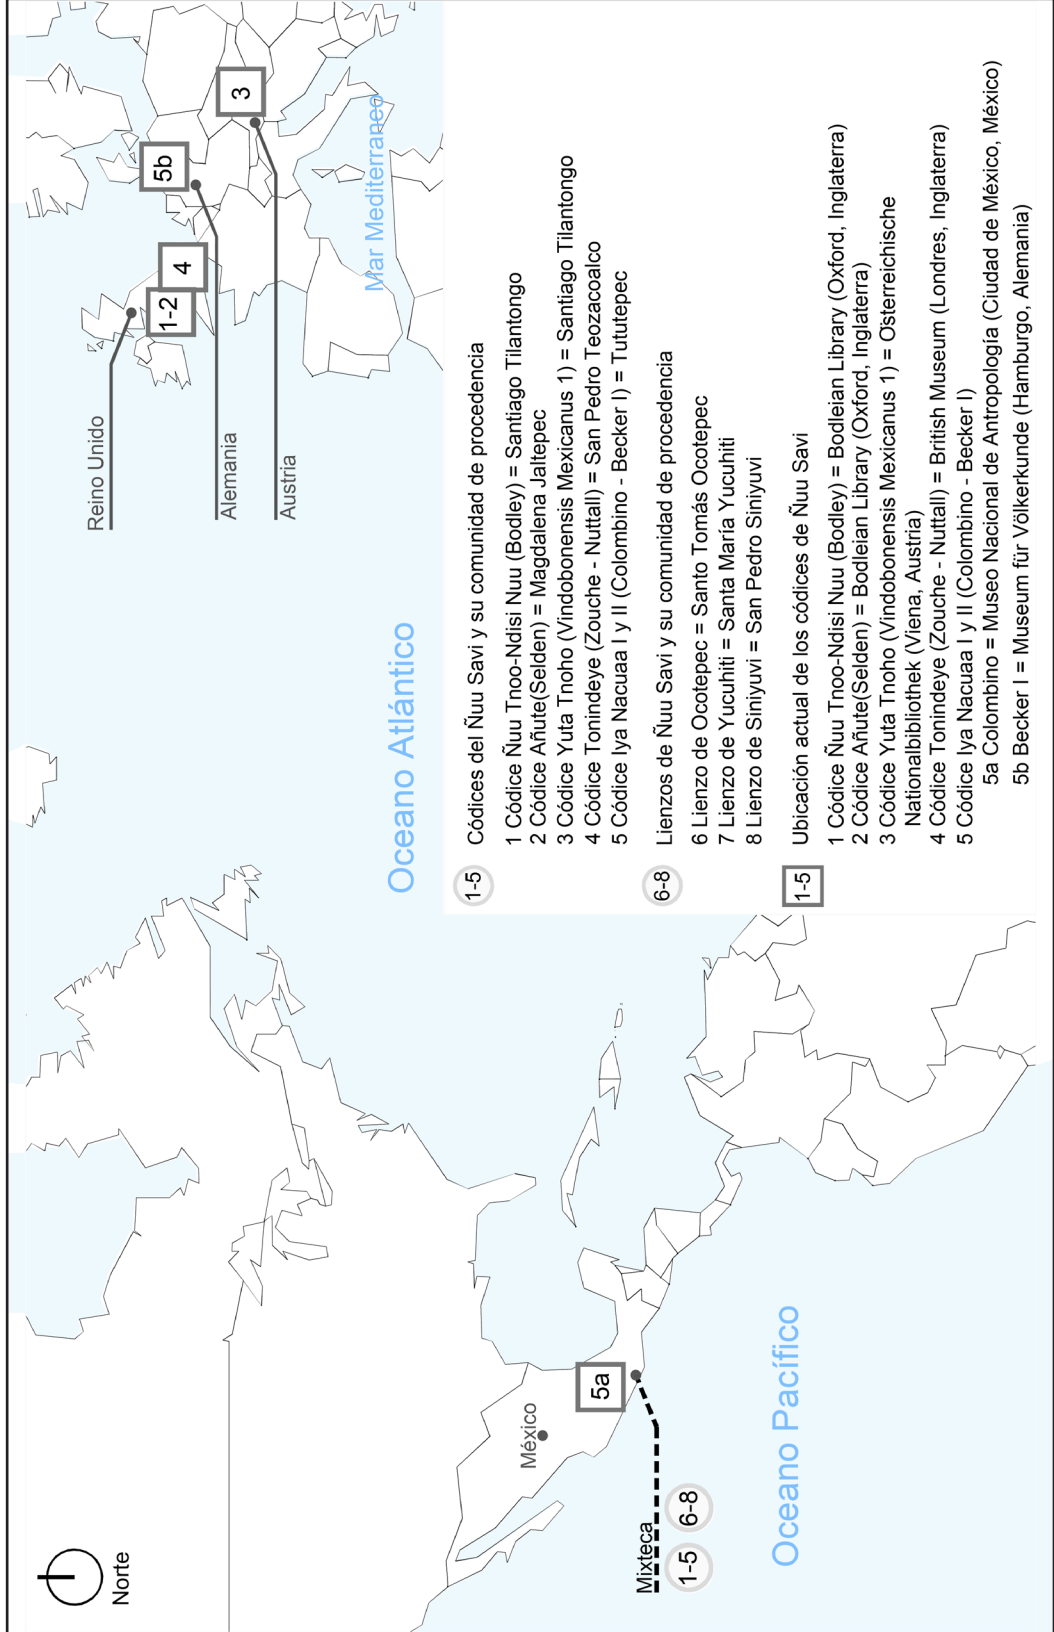 Norte
Reino Unido
Alemania
Austria
1-2
4
5b
3
Mar Mediterraneo
Oceano Atlántico
México
5a
Mixteca
1-5
6-8
Oceano Pacífico
1-5 Códices del Ñuu Savi y su comunidad de procedencia
1 Códice Ñuu Tnoo-Ndisi Nuu (Bodley) = Santiago Tilantongo
2 Códice Añute(Selden) = Magdalena Jaltepec
3 Códice Yuta Tnoho (Vindobonensis Mexicanus 1) = Santiago Tilantongo
4 Códice Tonindeye (Zouche - Nuttall) = San Pedro Teozacoalco
5 Códice Iya Nacuaa I y II (Colombino - Becker I) = Tututepec
6-8 Lienzos de Ñuu Savi y su comunidad de procedencia
6 Lienzo de Ocotepec = Santo Tomás Ocotepec
7 Lienzo de Yucuhiti = Santa María Yucuhiti
8 Lienzo de Siniyuvi = San Pedro Siniyuvi
1-5 Ubicación actual de los códices de Ñuu Savi
1 Códice Ñuu Tnoo-Ndisi Nuu (Bodley) = Bodleian Library (Oxford, Inglaterra)
2 Códice Añute(Selden) = Bodleian Library (Oxford, Inglaterra)
3 Códice Yuta Tnoho (Vindobonensis Mexicanus 1) = Osterreichische
Nationalbibliothek (Viena, Austria)
4 Códice Tonindeye (Zouche - Nuttall) = British Museum (Londres, Inglaterra)
5 Códice Iya Nacuaa I y II (Colombino - Becker I)
5a Colombino = Museo Nacional de Antropología (Ciudad de México, México)
5b Becker I = Museum für Völkerkunde (Hamburgo, Alemania)